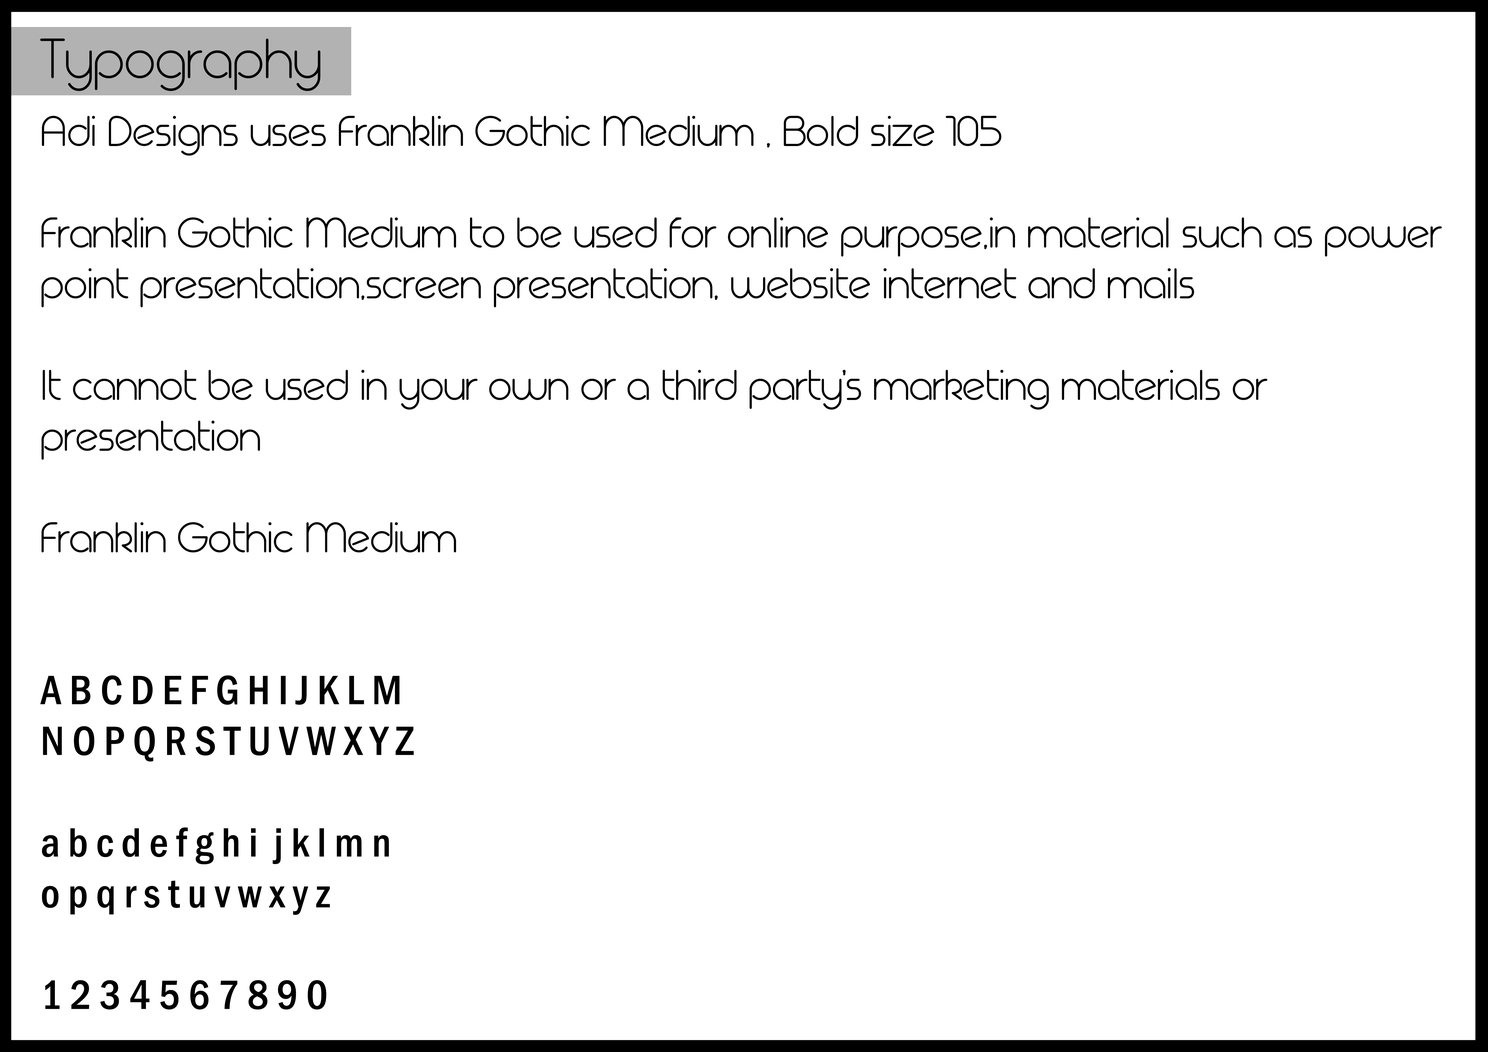 Typography
Adi Designs uses Franklin Gothic Medium , Bold size 105
Franklin Gothic Medium to be used for online purpose,in material such as power
point presentation,screen presentation, website internet and mails
It cannot be used in your own or a third party's marketing materials or
presentation
Franklin Gothic Medium
A B C D E F G H I J K L M
N O P Q R S T U V W X Y Z
a b c d e f g h i j k l m n
o p q r s t u v w x y z
1 2 3 4 5 6 7 8 9 0